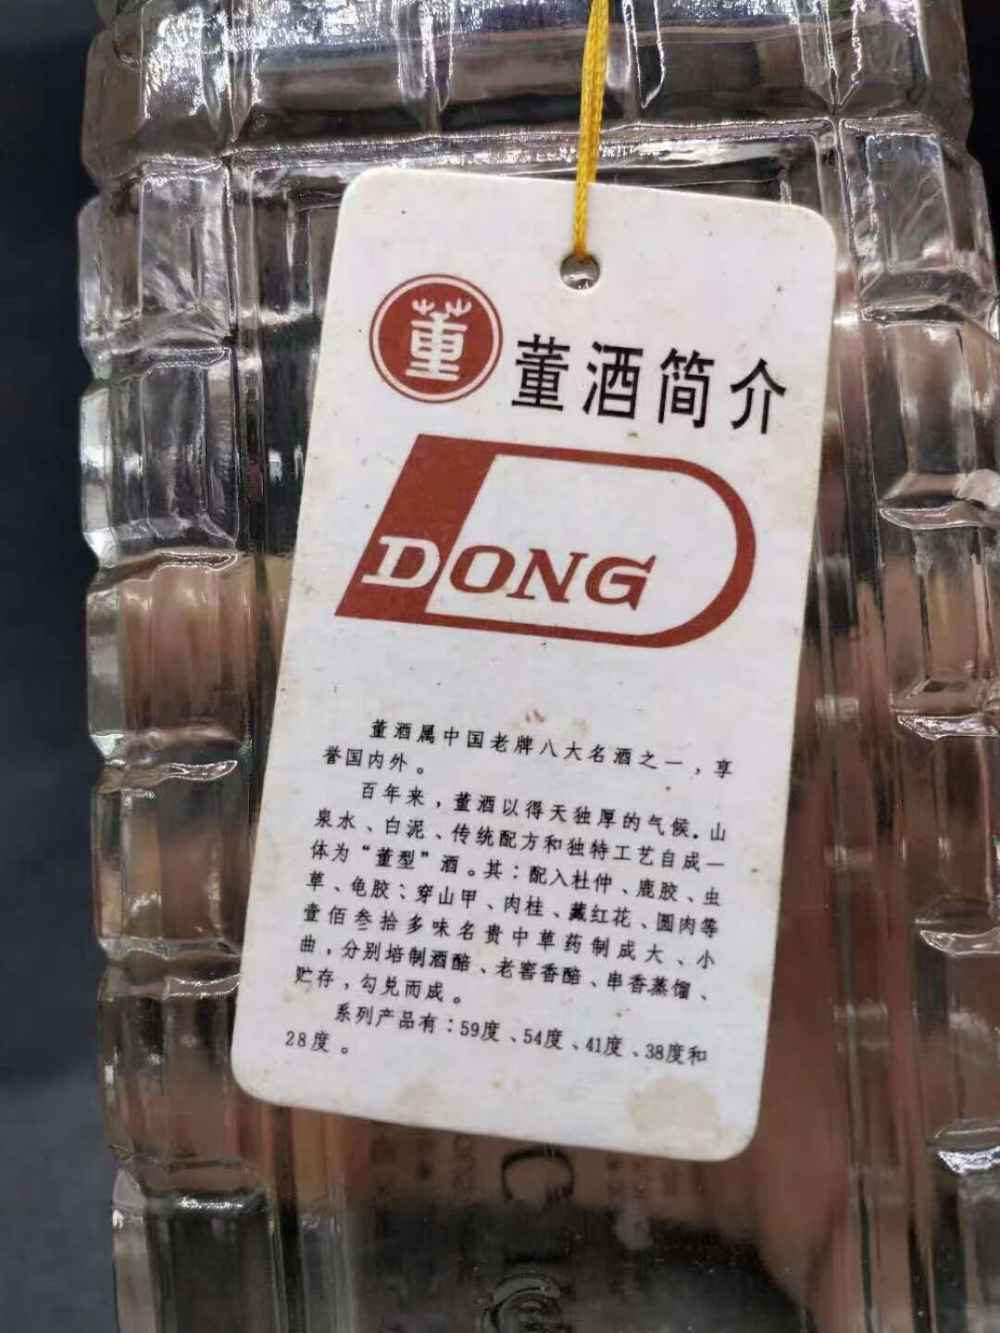 董
董酒简介
DONG
董酒属中国老牌八大名酒之一，享
誉国内外。
百年来，董酒以得天独厚的气候．山
泉水、白泥、传统配方和独特工艺自成一
体为“董型”酒。其：配入杜仲、鹿胶、虫
草、龟胶：穿山甲、肉桂、藏红花、圆肉等
壹佰叁拾多味名贵中草药制成大、小
曲，分别培制酒醅、老窖香醅、串香蒸馏、
贮存，勾兑而成。
系列产品有：59度、54度、41度、38度和
28度。